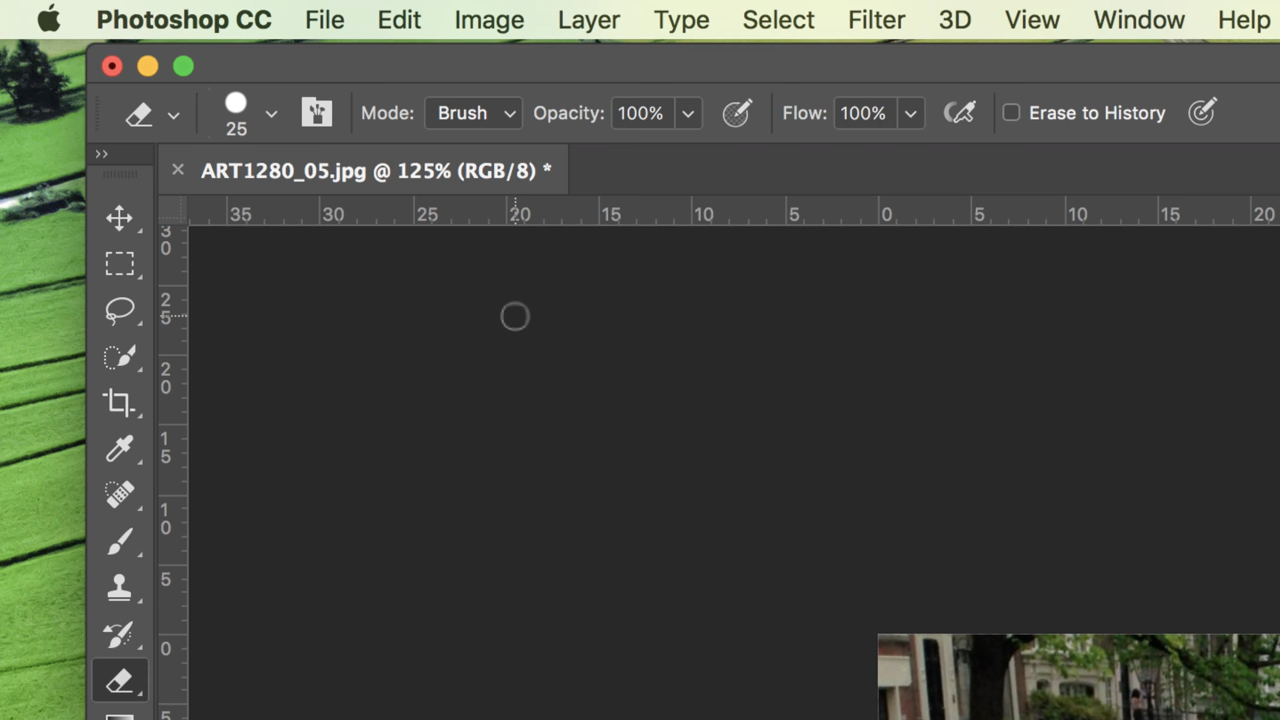 Photoshop CC File Edit Image Layer Type Select Filter 3D View Window Help
25 Mode: Brush Opacity: 100% Flow: 100% Erase to History
ART1280_05.jpg @ 125% (RGB/8) *
35 30 25 20 15 10 5 0 5 10 15 20
30
25
20
15
10
5
0
5